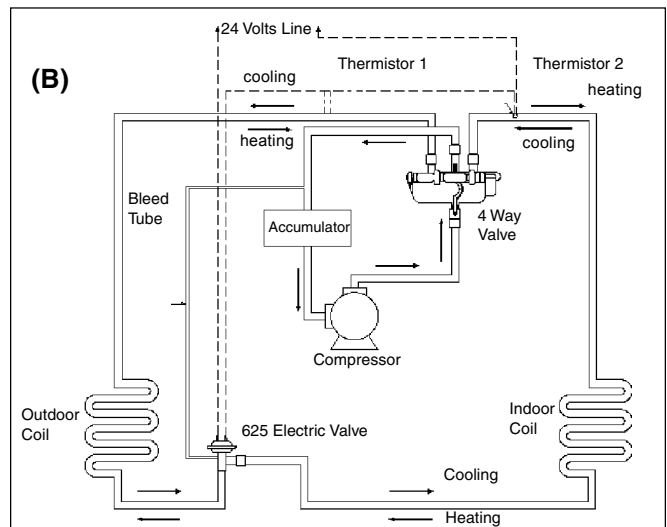 (B)
24 Volts Line
Thermistor 1
Thermistor 2
cooling
heating
heating
cooling
Bleed
Tube
Accumulator
4 Way
Valve
Compressor
Outdoor
Coil
625 Electric Valve
Indoor
Coil
Cooling
Heating